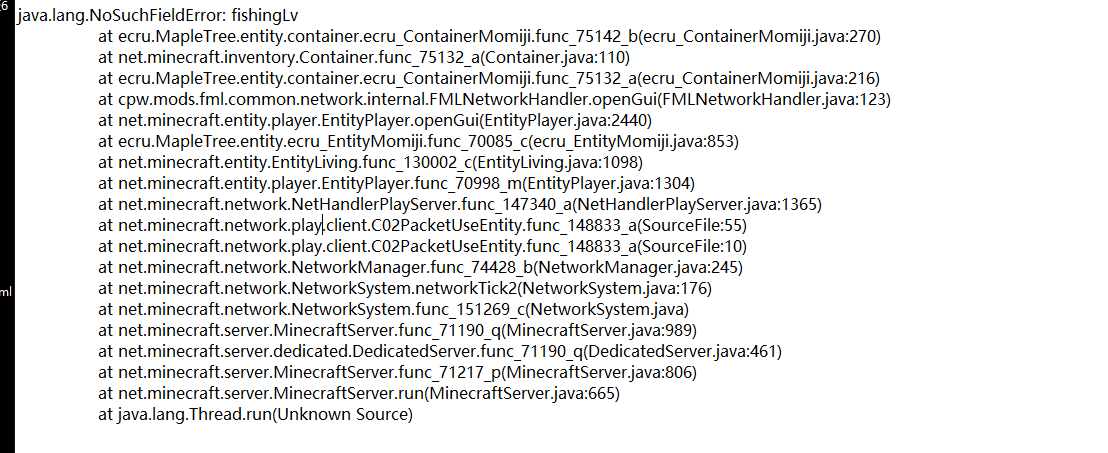 6
java.lang.NoSuchFieldError: fishingLv
at ecru.MapleTree.entity.container.ecru_ContainerMomiji.func_75142_b(ecru_ContainerMomiji.java:270)
at net.minecraft.inventory.Container.func_75132_a(Container.java:110)
at ecru.MapleTree.entity.container.ecru_ContainerMomiji.func_75132_a(ecru_ContainerMomiji.java:216)
at cpw.mods.fml.common.network.internal.FMLNetworkHandler.openGui(FMLNetworkHandler.java:123)
at net.minecraft.entity.player.EntityPlayer.openGui(EntityPlayer.java:2440)
at ecru.MapleTree.entity.ecru_EntityMomiji.func_70085_c(ecru_EntityMomiji.java:853)
at net.minecraft.entity.EntityLiving.func_130002_c(EntityLiving.java:1098)
at net.minecraft.entity.player.EntityPlayer.func_70998_m(EntityPlayer.java:1304)
at net.minecraft.network.NetHandlerPlayServer.func_147340_a(NetHandlerPlayServer.java:1365)
at net.minecraft.network.play.client.C02PacketUseEntity.func_148833_a(SourceFile:55)
at net.minecraft.network.play.client.C02PacketUseEntity.func_148833_a(SourceFile:10)
at net.minecraft.network.NetworkManager.func_74428_b(NetworkManager.java:245)
at net.minecraft.network.NetworkSystem.networkTick2(NetworkSystem.java:176)
ml
at net.minecraft.network.NetworkSystem.func_151269_c(NetworkSystem.java)
at net.minecraft.server.MinecraftServer.func_71190_q(MinecraftServer.java:989)
at net.minecraft.server.dedicated.DedicatedServer.func_71190_q(DedicatedServer.java:461)
at net.minecraft.server.MinecraftServer.func_71217_p(MinecraftServer.java:806)
at net.minecraft.server.MinecraftServer.run(MinecraftServer.java:665)
at java.lang.Thread.run(Unknown Source)